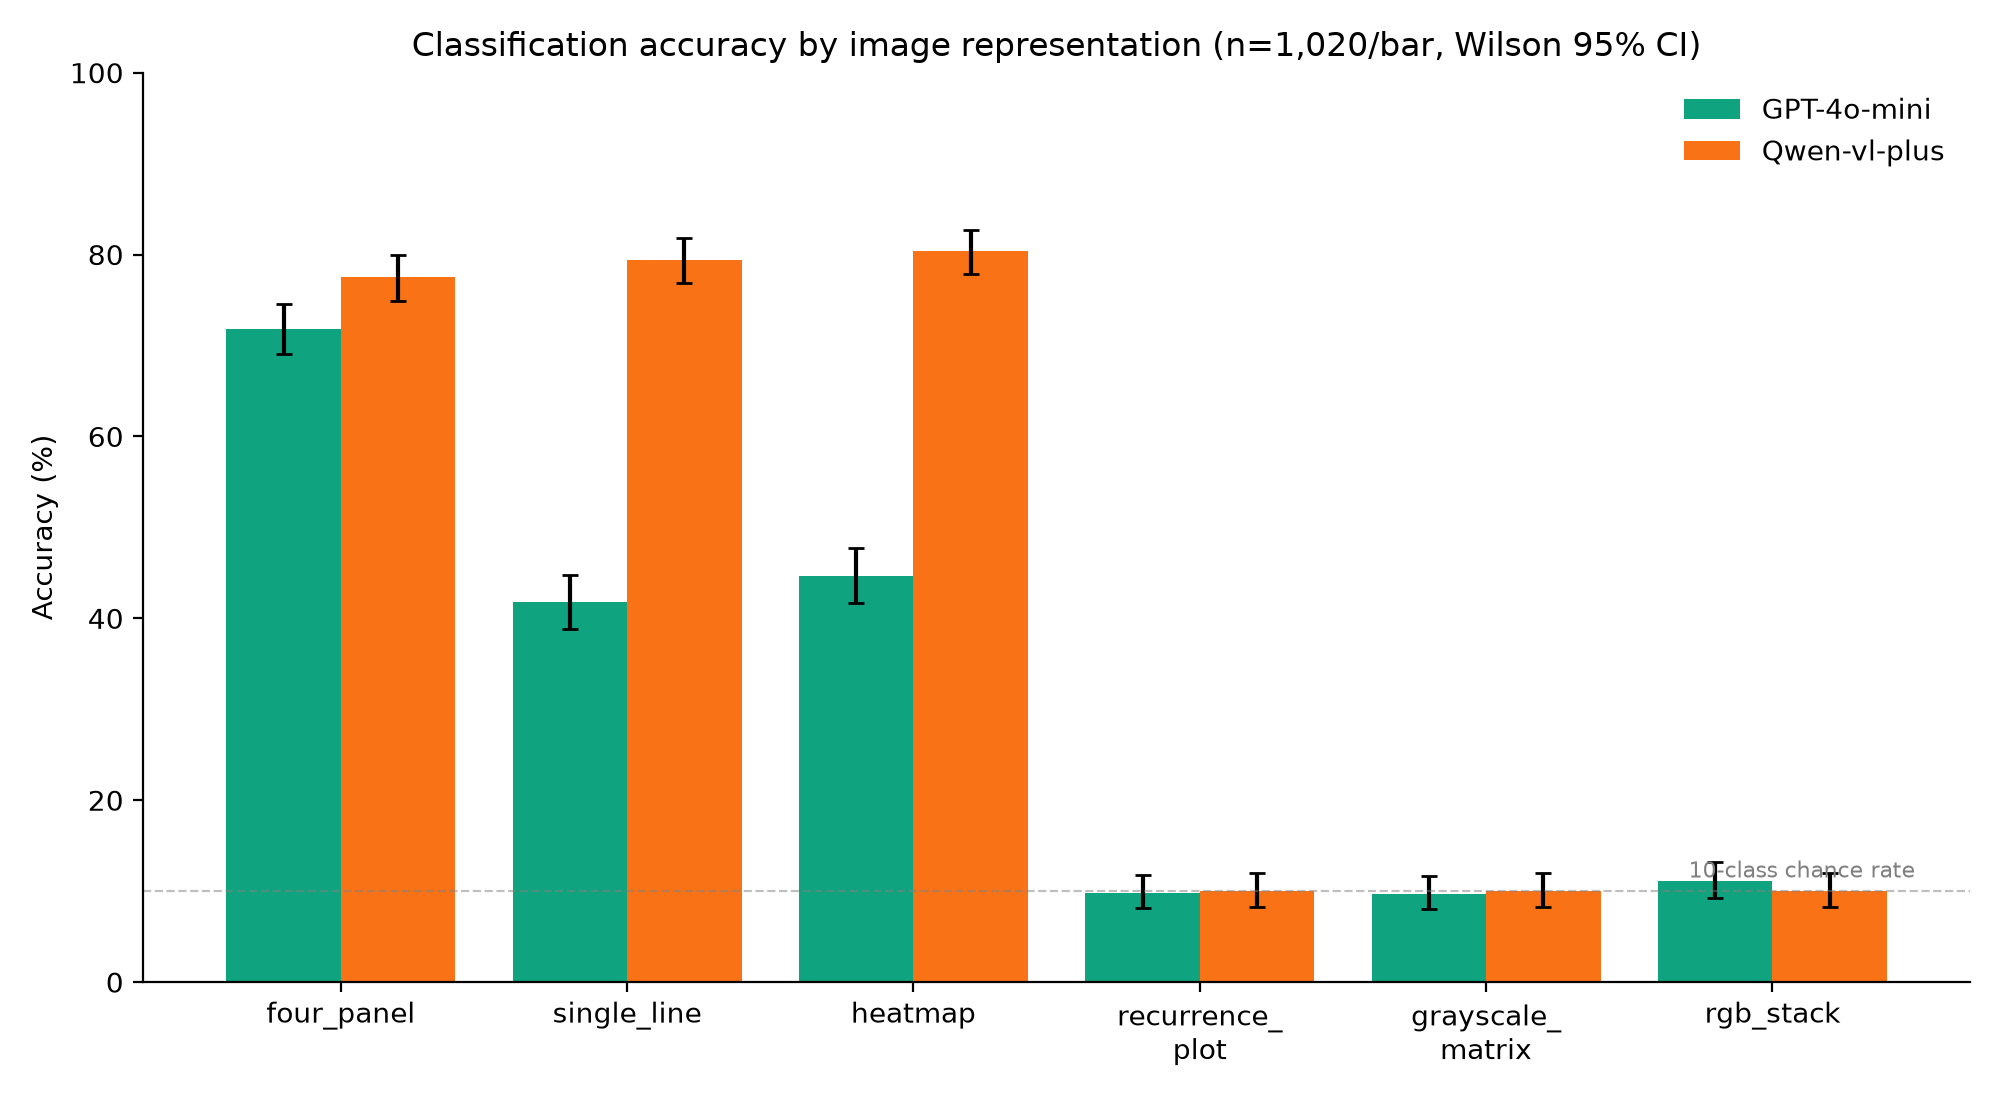 Classification accuracy by image representation (n=1,020/bar, Wilson 95% CI)
GPT-4o-mini
Qwen-vl-plus
Accuracy (%)
100
80
60
40
20
0
10-class chance rate
four_panel
single_line
heatmap
recurrence_
plot
grayscale_
matrix
rgb_stack